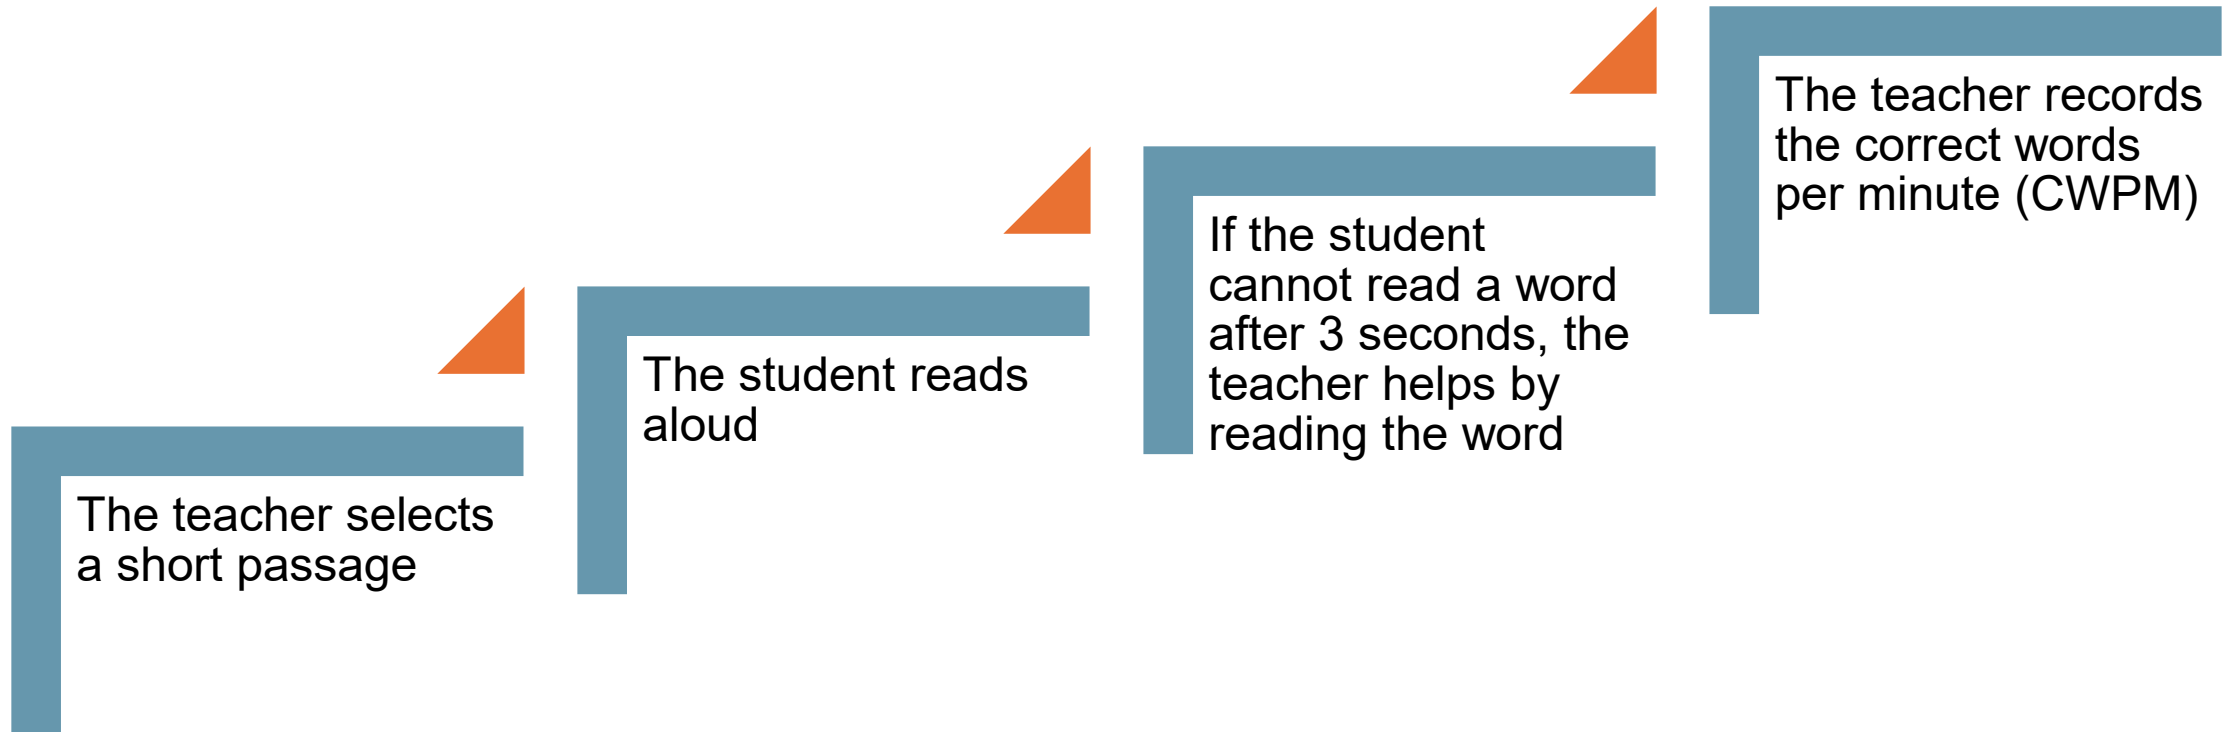 The teacher selects
a short passage
The student reads
aloud
If the student
cannot read a word
after 3 seconds, the
teacher helps by
reading the word
The teacher records
the correct words
per minute (CWPM)